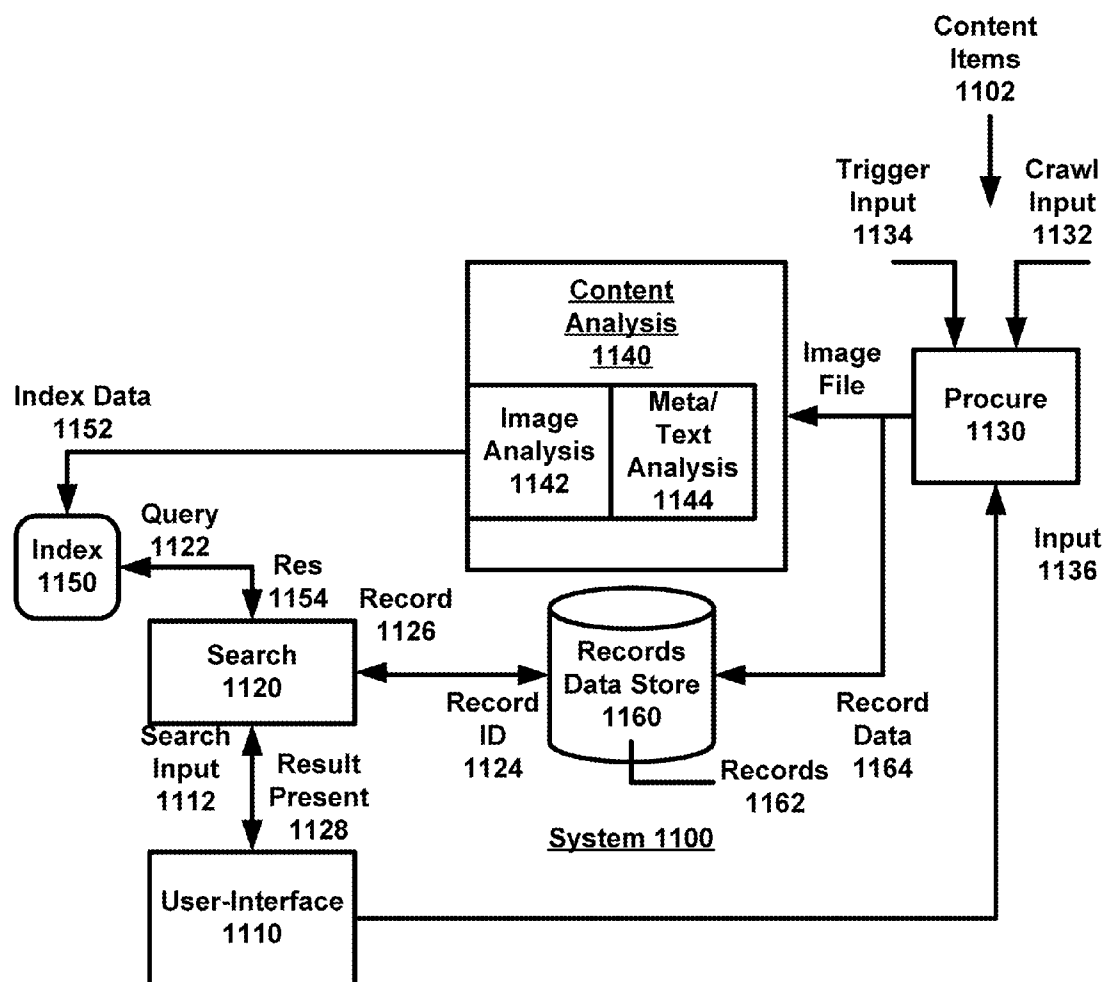 Content
Items
1102
Trigger
Input
1134
Crawl
Input
1132
Content
Analysis
1140
Image
File
Procure
1130
Index Data
1152
Image
Analysis
1142
Meta/
Text
Analysis
1144
Query
1122
Index
1150
Res
1154
Record
1126
Input
1136
Search
1120
Records
Data Store
1160
Record
ID
1124
Record
Data
1164
Search
Input
1112
Result
Present
1128
Records
1162
System 1100
User-Interface
1110